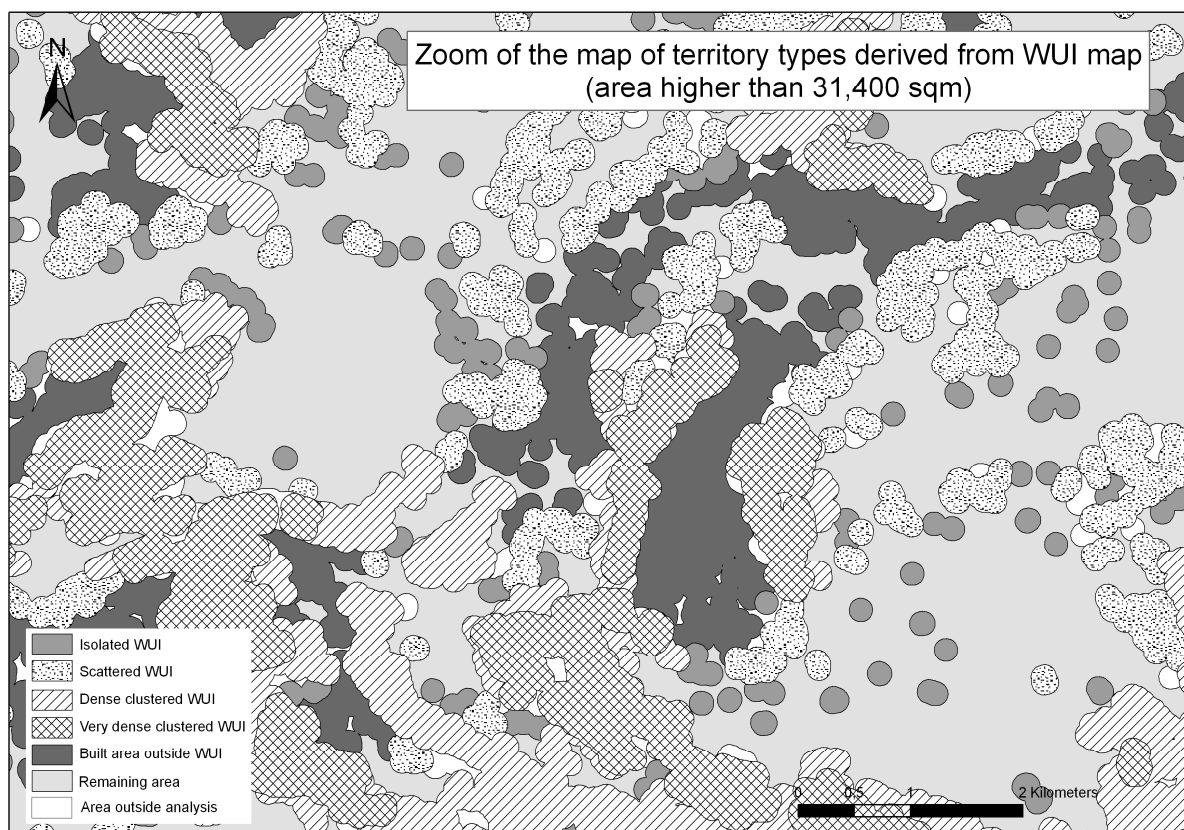 Zoom of the map of territory types derived from WUI map
(area higher than 31,400 sqm)
N
Isolated WUI
Scattered WUI
Dense clustered WUI
Very dense clustered WUI
Built area outside WUI
Remaining area
Area outside analysis
0 0.5 1 2 Kilometers